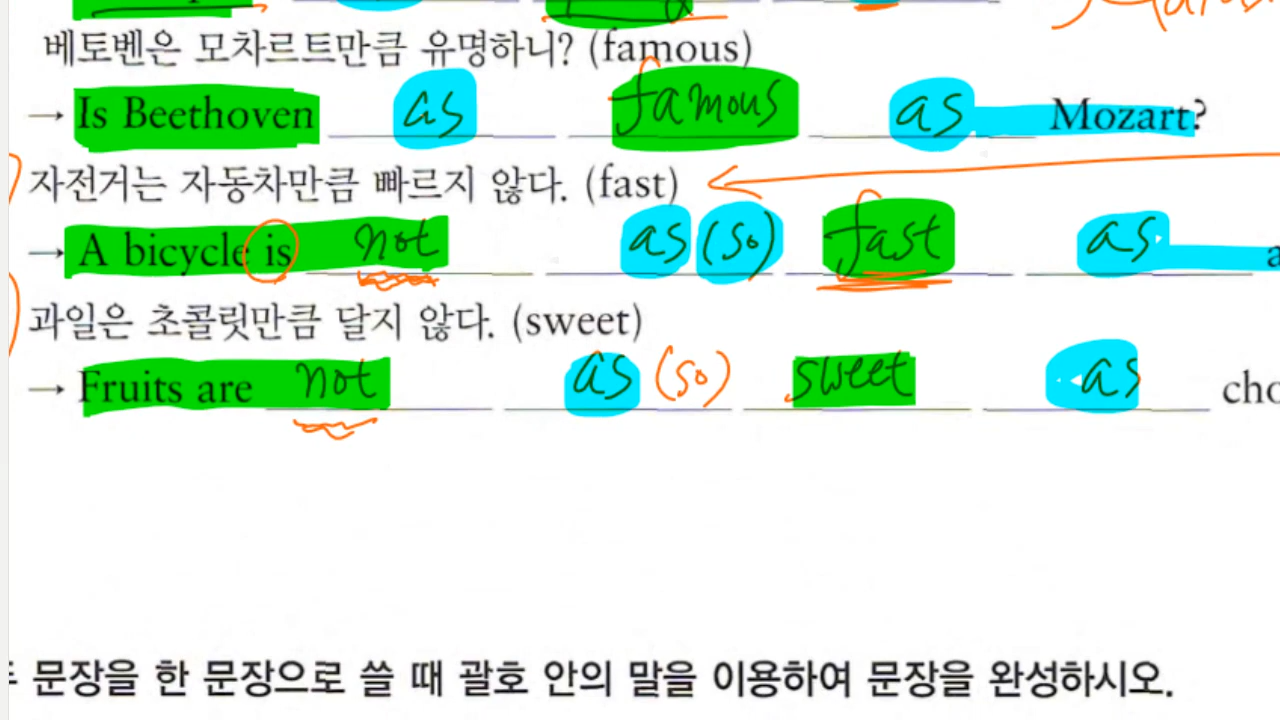 베토벤은 모차르트만큼 유명하니? (famous)
→ Is Beethoven as famous as Mozart?
자전거는 자동차만큼 빠르지 않다. (fast)
→ A bicycle is not as (so) fast as a
과일은 초콜릿만큼 달지 않다. (sweet)
→ Fruits are not as (so) sweet as cho
문장을 한 문장으로 쓸 때 괄호 안의 말을 이용하여 문장을 완성하시오.